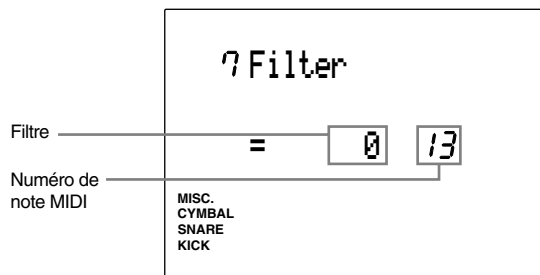 7 Filter
Filtre
= 0 13
Numéro de
note MIDI
MISC.
CYMBAL
SNARE
KICK